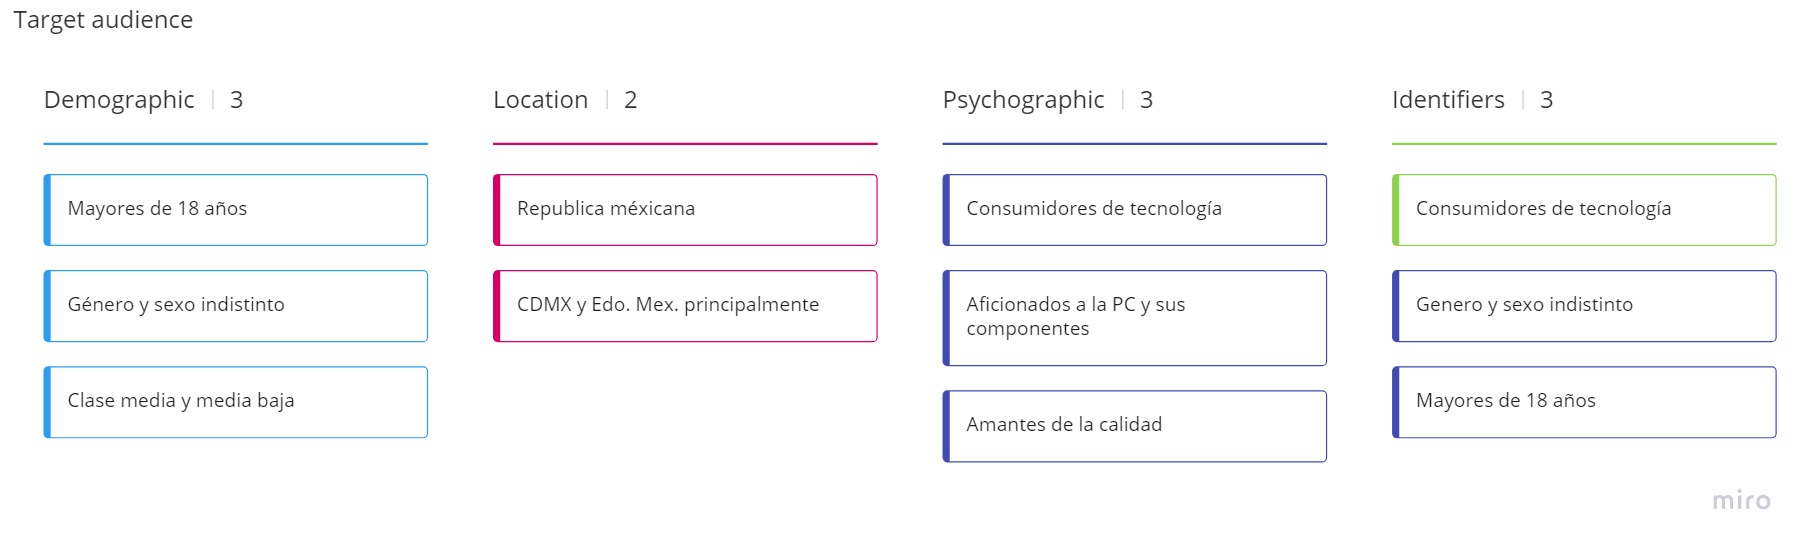 Target audience
Demographic | 3
Mayores de 18 años
Género y sexo indistinto
Clase media y media baja
Location | 2
Republica méxicana
CDMX y Edo. Mex. principalmente
Psychographic | 3
Consumidores de tecnología
Aficionados a la PC y sus
componentes
Amantes de la calidad
Identifiers | 3
Consumidores de tecnología
Genero y sexo indistinto
Mayores de 18 años
miro